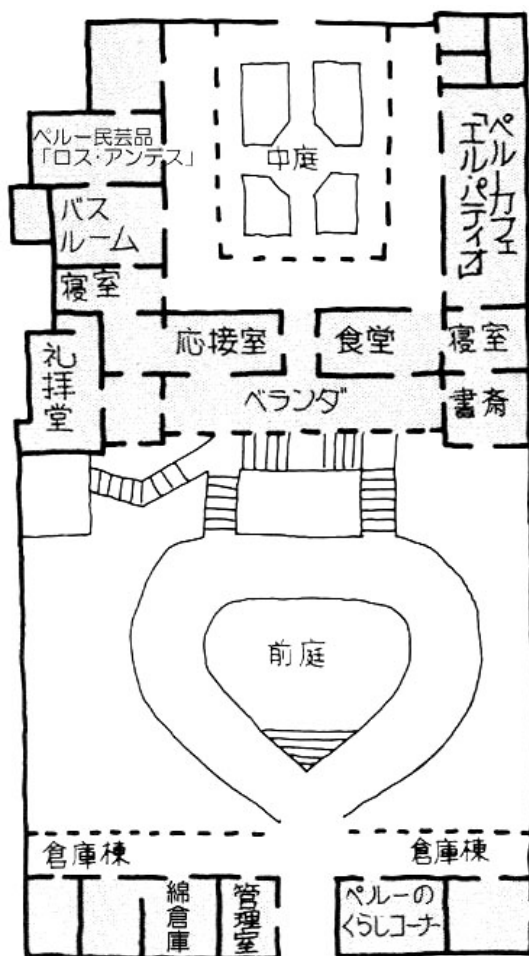 ペルー民芸品
「ロス・アンデス」
中庭
ペルーカフェ
「エル・パティオ」
バス
ルーム
寝室
応接室
食堂
寝室
礼拝堂
ベランダ
書斎
前庭
倉庫棟
倉庫棟
綿倉庫
管理室
ペルーの
くらしコーナー